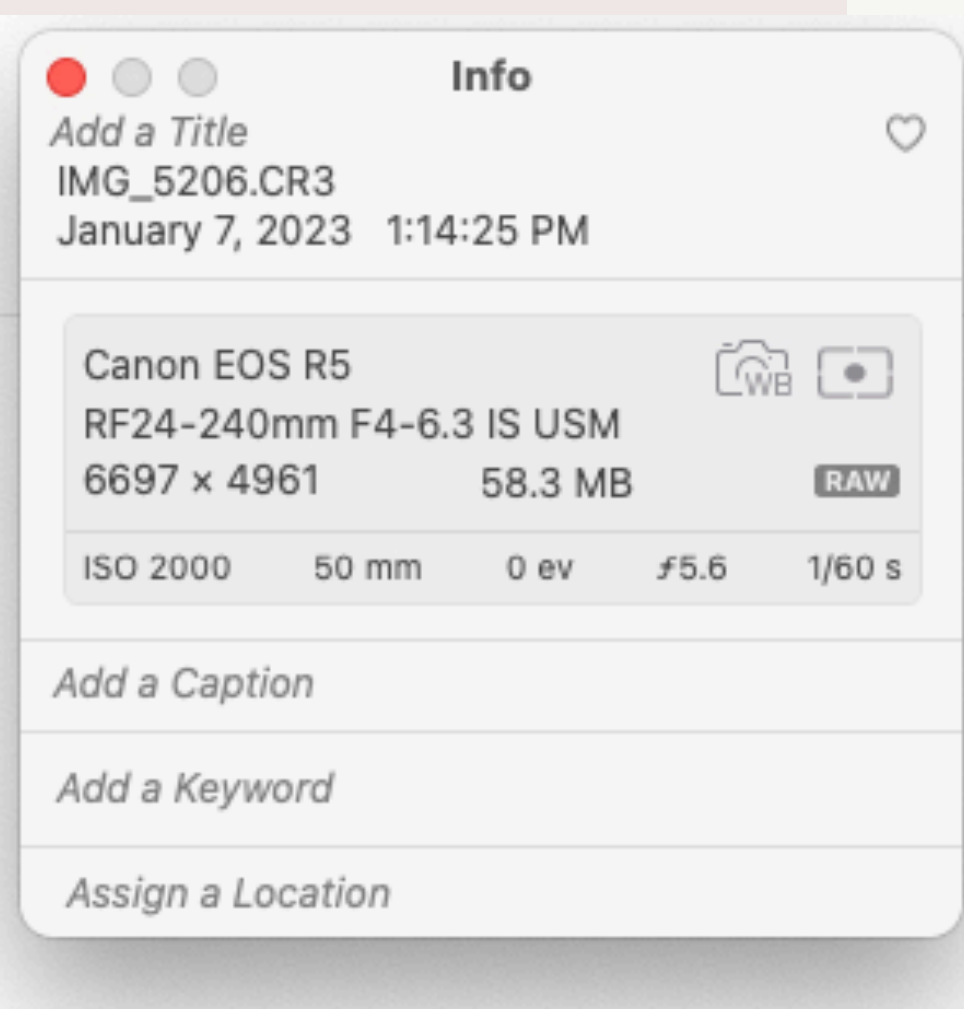 Info
Add a Title
IMG_5206.CR3
January 7, 2023 1:14:25 PM
Canon EOS R5
WB
RF24-240mm F4-6.3 IS USM
6697 × 4961 58.3 MB RAW
ISO 2000 50 mm 0 ev ƒ5.6 1/60 s
Add a Caption
Add a Keyword
Assign a Location